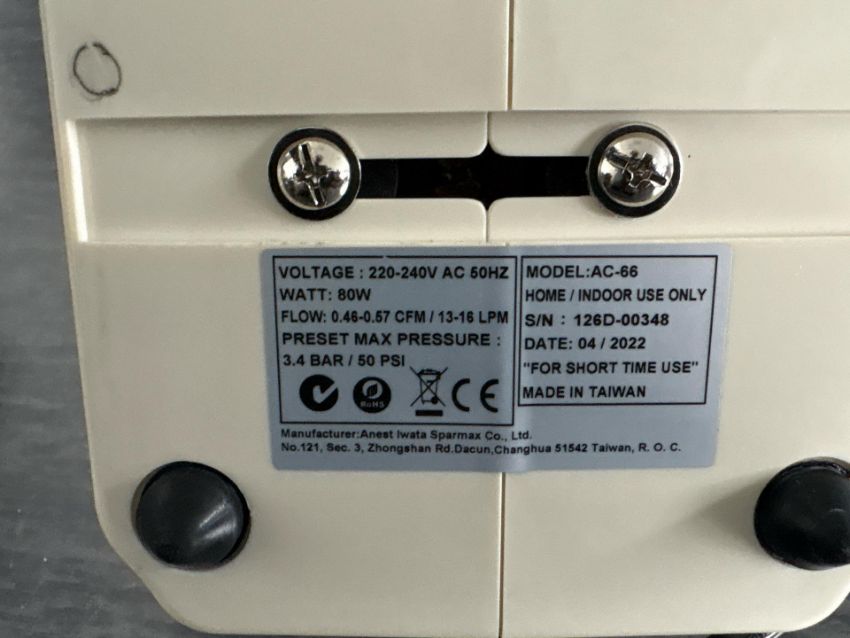 VOLTAGE : 220-240V AC 50HZ
WATT: 80W
FLOW: 0.46-0.57 CFM / 13-16 LPM
PRESET MAX PRESSURE :
3.4 BAR / 50 PSI
RoHS
CE
MODEL:AC-66
HOME / INDOOR USE ONLY
S/N : 126D-00348
DATE: 04 / 2022
"FOR SHORT TIME USE"
MADE IN TAIWAN
Manufacturer:Anest Iwata Sparmax Co., Ltd.
No.121, Sec. 3, Zhongshan Rd.Dacun,Changhua 51542 Taiwan, R. O. C.